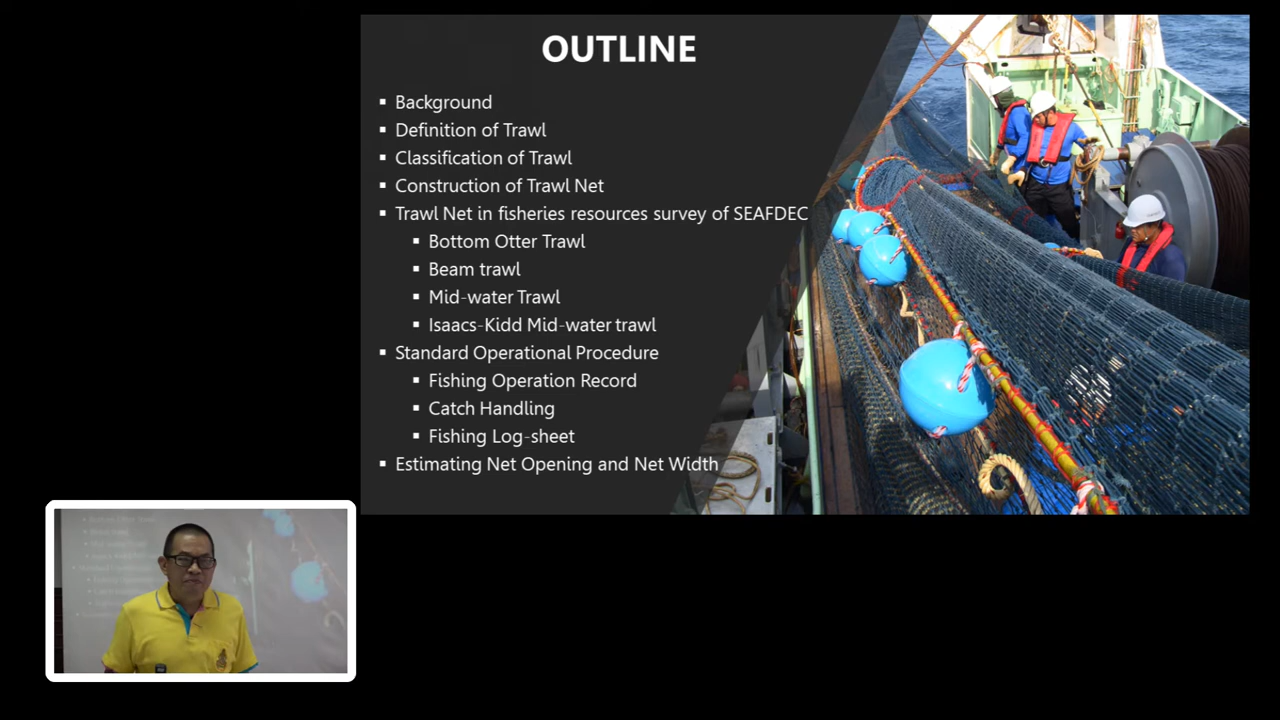 OUTLINE
▪ Background
▪ Definition of Trawl
▪ Classification of Trawl
▪ Construction of Trawl Net
▪ Trawl Net in fisheries resources survey of SEAFDEC
▪ Bottom Otter Trawl
▪ Beam trawl
▪ Mid-water Trawl
▪ Isaacs-Kidd Mid-water trawl
▪ Standard Operational Procedure
▪ Fishing Operation Record
▪ Catch Handling
▪ Fishing Log-sheet
▪ Estimating Net Opening and Net Width